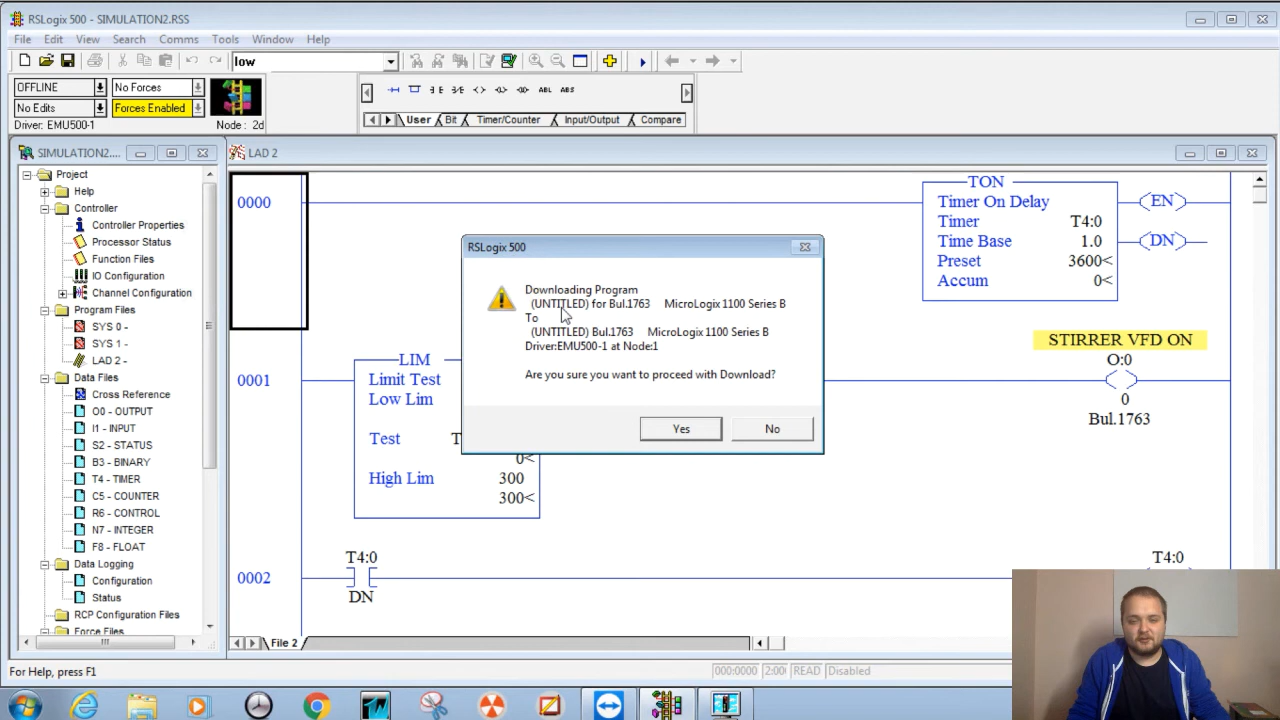 RSLogix 500 - SIMULATION2.RSS
File Edit View Search Comms Tools Window Help
low
OFFLINE No Forces
No Edits Forces Enabled
Driver: EMU500-1 Node : 2d
ABL ABS
User Bit Timer/Counter Input/Output Compare
SIMULATION2....
LAD 2
Project
Help
Controller
Controller Properties
Processor Status
Function Files
IO Configuration
Channel Configuration
Program Files
SYS 0 -
SYS 1 -
LAD 2 -
Data Files
Cross Reference
O0 - OUTPUT
I1 - INPUT
S2 - STATUS
B3 - BINARY
T4 - TIMER
C5 - COUNTER
R6 - CONTROL
N7 - INTEGER
F8 - FLOAT
Data Logging
Configuration
Status
RCP Configuration Files
Force Files
0000
TON
Timer On Delay
Timer T4:0
Time Base 1.0
Preset 3600<
Accum 0<
EN
DN
RSLogix 500
Downloading Program
(UNTITLED) for Bul.1763 MicroLogix 1100 Series B
To
(UNTITLED) Bul.1763 MicroLogix 1100 Series B
Driver:EMU500-1 at Node:1
Are you sure you want to proceed with Download?
Yes No
0001
LIM
Limit Test
Low Lim
Test T
0<
High Lim 300
300<
STIRRER VFD ON
O:0
0
Bul.1763
0002
T4:0
DN
T4:0
File 2
For Help, press F1
000:0000 2:00 READ Disabled